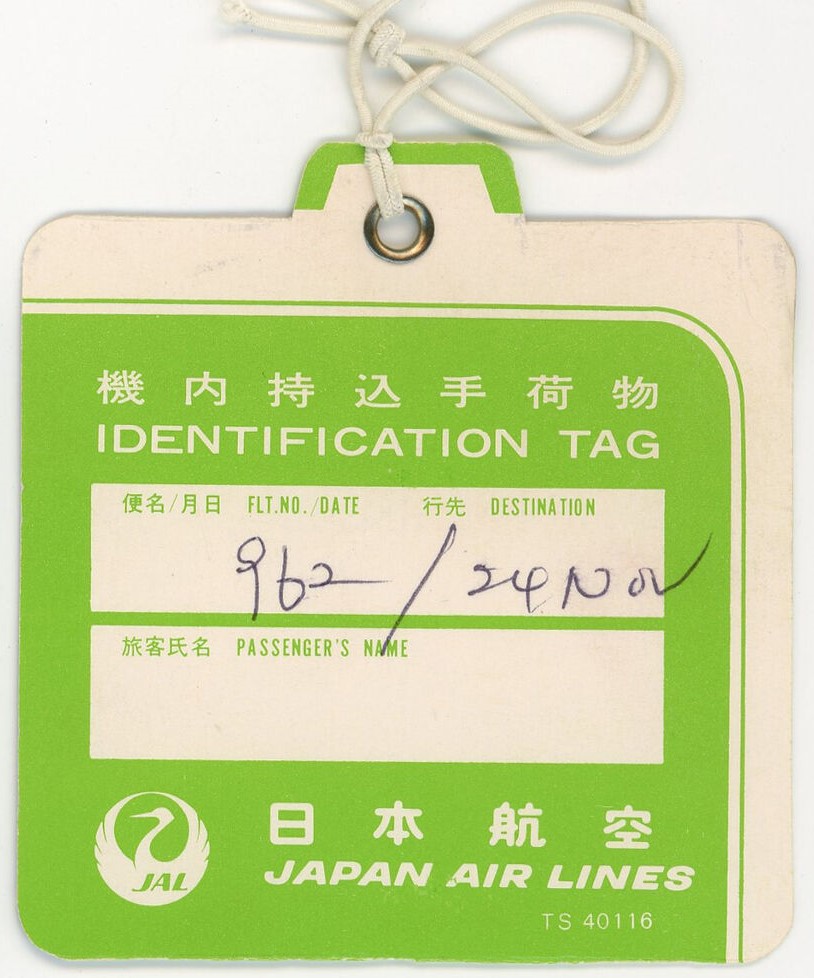 機内持込手荷物
IDENTIFICATION TAG
便名/月日 FLT.NO./DATE 行先 DESTINATION
962 / 24 Nov
旅客氏名 PASSENGER'S NAME
日本航空
JAL
JAPAN AIR LINES
TS 40116